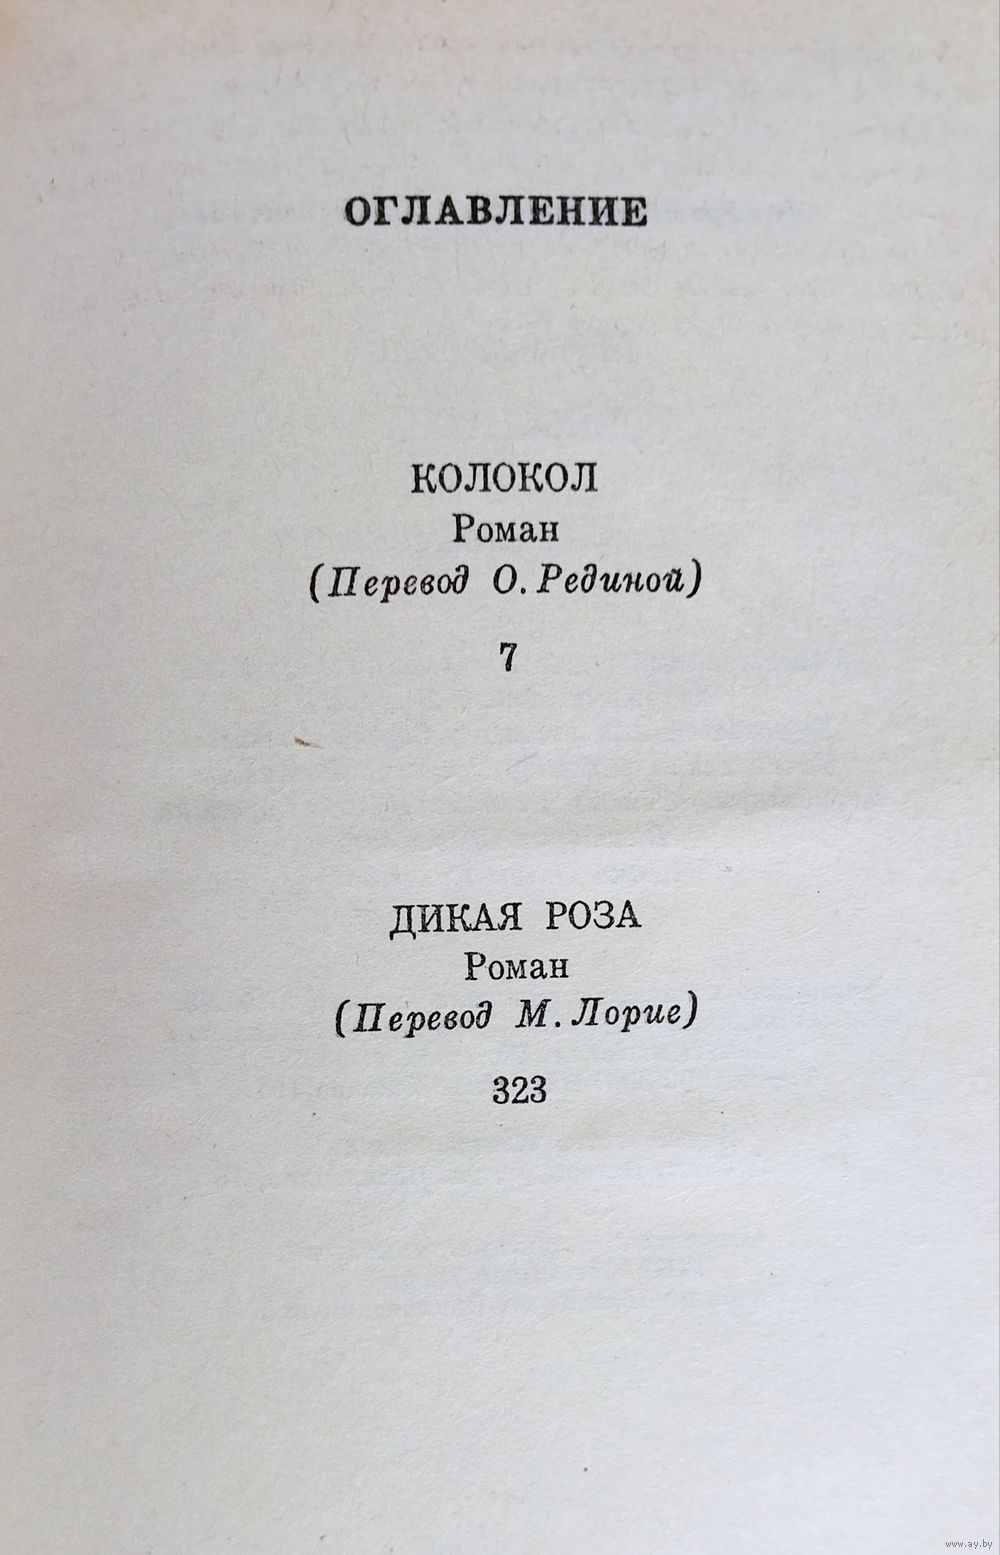 ОГЛАВЛЕНИЕ
КОЛОКОЛ
Роман
(Перевод О. Рединой)
7
ДИКАЯ РОЗА
Роман
(Перевод М. Лорие)
323
www.ay.by